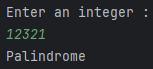 Enter an integer :
12321
Palindrome